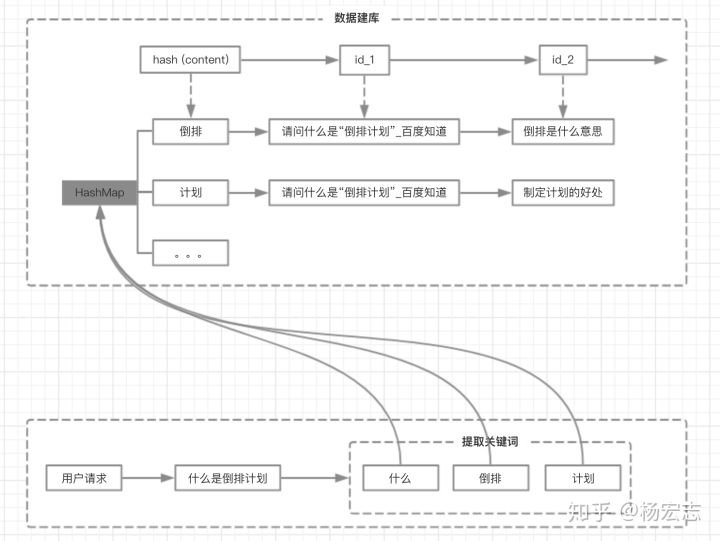 数据建库
hash (content)
id_1
id_2
倒排
请问什么是“倒排计划”_百度知道
倒排是什么意思
HashMap
计划
请问什么是“倒排计划”_百度知道
制定计划的好处
。。。
提取关键词
用户请求
什么是倒排计划
什么
倒排
计划
知乎 @杨宏志